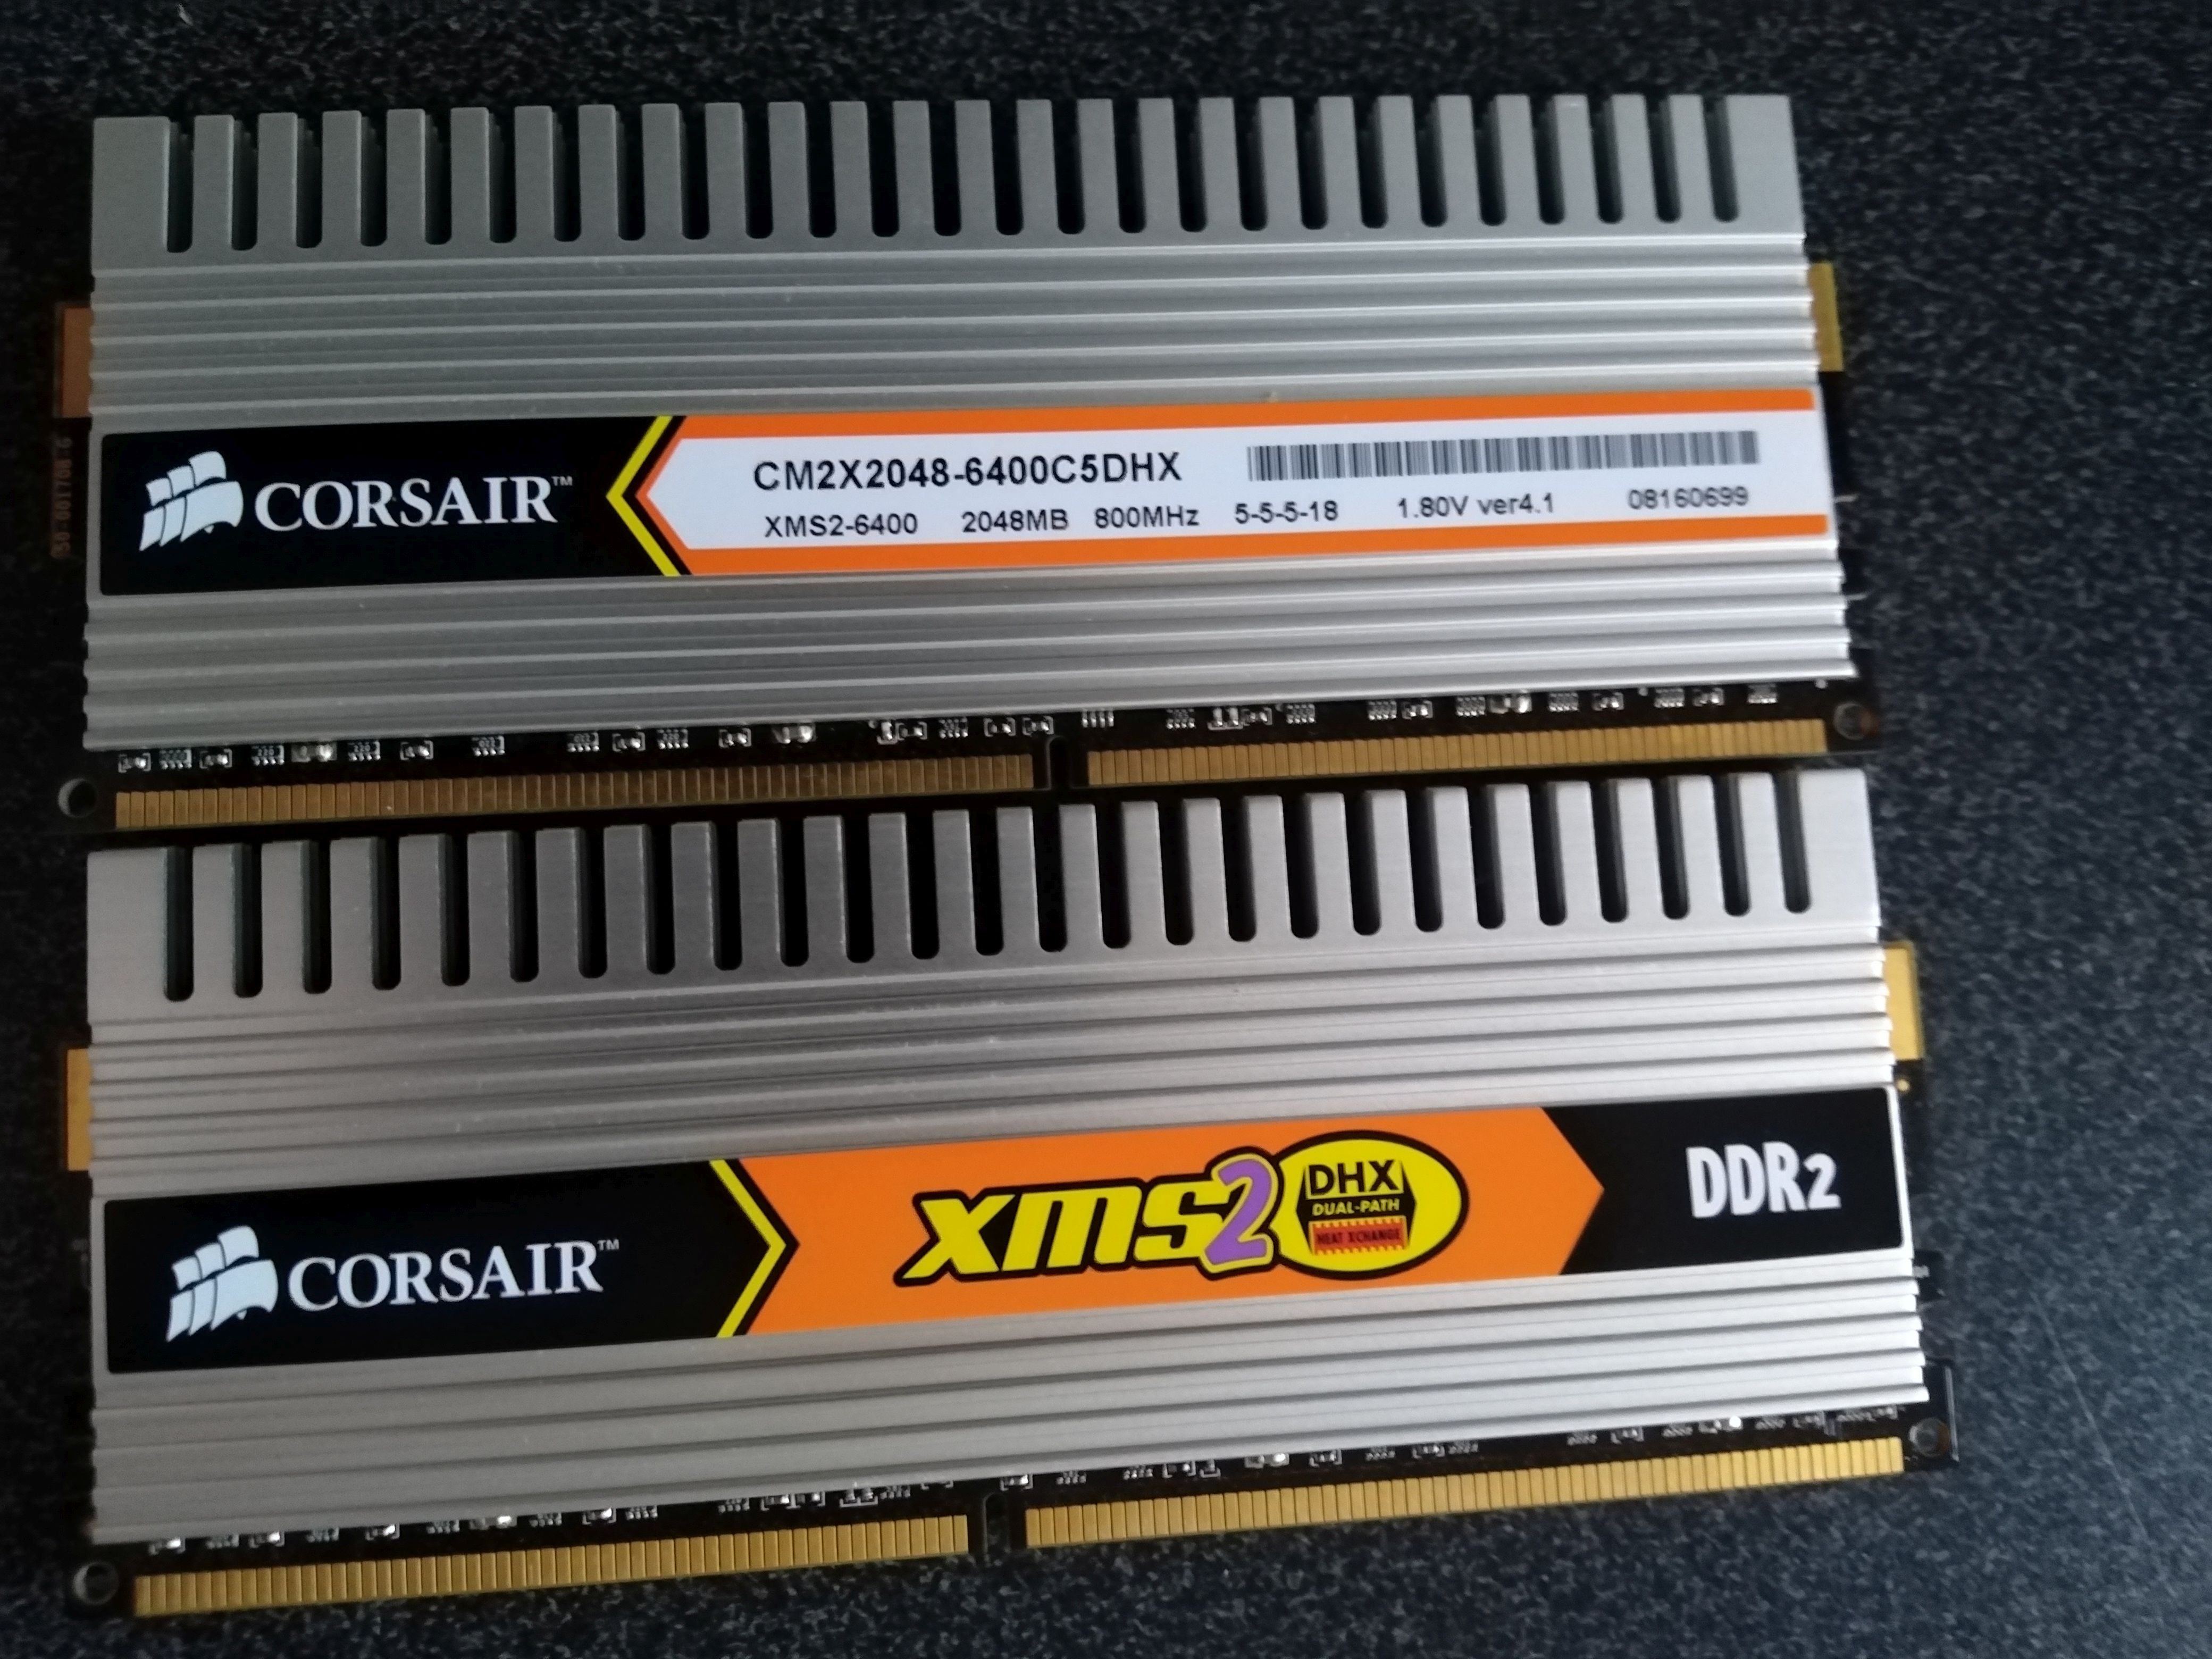 CORSAIR™
CM2X2048-6400C5DHX
XMS2-6400 2048MB 800MHz 5-5-5-18 1.80V ver4.1 08160699
CORSAIR™
xms2
DHX
DUAL-PATH
HEAT XCHANGE
DDR2